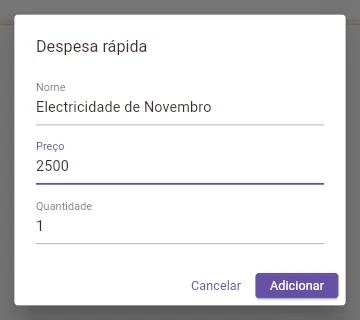 Despesa rápida
Nome
Electricidade de Novembro
Preço
2500
Quantidade
1
Cancelar
Adicionar